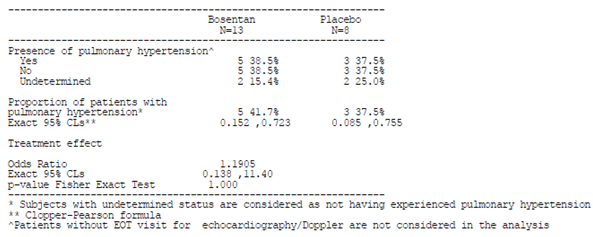 Bosentan Placebo
N=13 N=8
Presence of pulmonary hypertension^
Yes 5 38.5% 3 37.5%
No 5 38.5% 3 37.5%
Undetermined 2 15.4% 2 25.0%
Proportion of patients with
pulmonary hypertension* 5 41.7% 3 37.5%
Exact 95% CLs** 0.152 ,0.723 0.085 ,0.755
Treatment effect
Odds Ratio 1.1905
Exact 95% CLs 0.138 ,11.40
p-value Fisher Exact Test 1.000
* Subjects with undetermined status are considered as not having experienced pulmonary hypertension
** Clopper-Pearson formula
^Patients without EOT visit for echocardiography/Doppler are not considered in the analysis